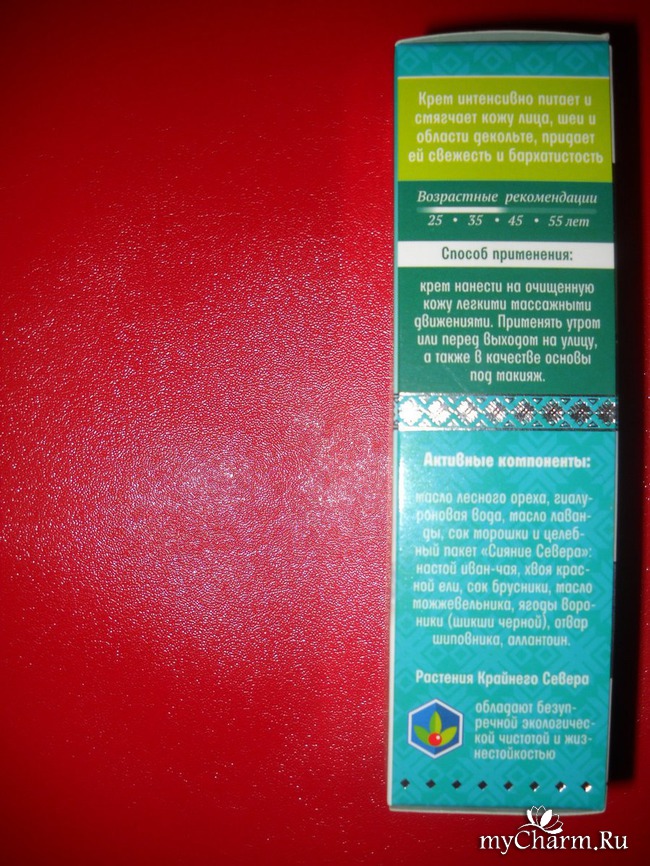 Крем интенсивно питает и
смягчает кожу лица, шеи и
области декольте, придает
ей свежесть и бархатистость
Возрастные рекомендации
25 • 35 • 45 • 55 лет
Способ применения:
крем нанести на очищенную
кожу легкими массажными
движениями. Применять утром
или перед выходом на улицу,
а также в качестве основы
под макияж.
Активные компоненты:
масло лесного ореха, гиалу-
роновая вода, масло лаван-
ды, сок морошки и целеб-
ный пакет «Сияние Севера»:
настой иван-чая, хвоя крас-
ной ели, сок брусники, масло
можжевельника, ягоды воро-
ники (шикши черной), отвар
шиповника, аллантоин.
Растения Крайнего Севера
обладают безуп-
речной экологичес-
кой чистотой и жиз-
нестойкостью
myCharm.Ru